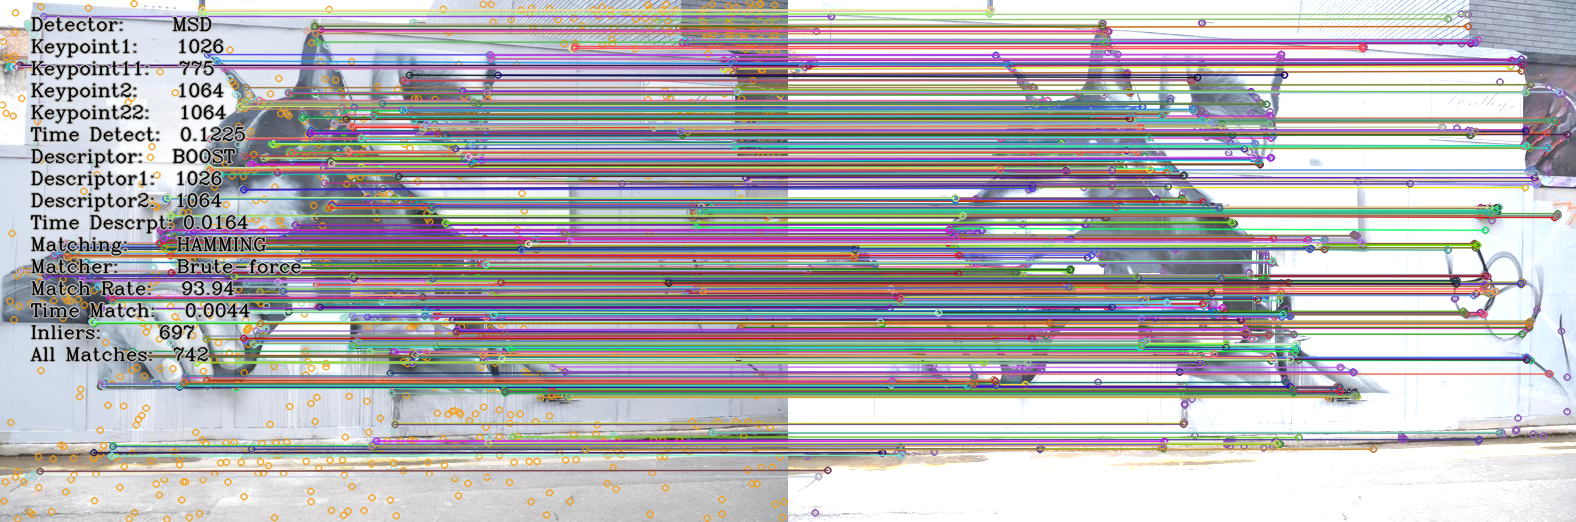 Detector: MSD
Keypoint1: 1026
Keypoint11: 775
Keypoint2: 1064
Keypoint22: 1064
Time Detect: 0.1225
Descriptor: BOOST
Descriptor1: 1026
Descriptor2: 1064
Time Descrpt: 0.0164
Matching: HAMMING
Matcher: Brute-force
Match Rate: 93.94
Time Match: 0.0044
Inliers: 697
All Matches: 742